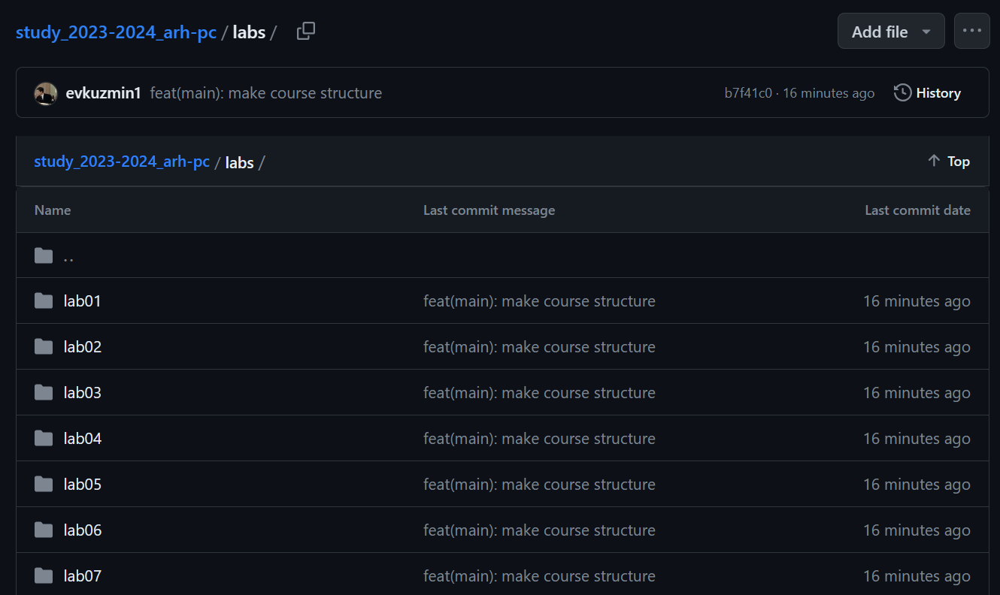 study_2023-2024_arh-pc / labs / Add file ...
evkuzmin1 feat(main): make course structure b7f41c0 · 16 minutes ago History
study_2023-2024_arh-pc / labs / Top
Name Last commit message Last commit date
..
lab01 feat(main): make course structure 16 minutes ago
lab02 feat(main): make course structure 16 minutes ago
lab03 feat(main): make course structure 16 minutes ago
lab04 feat(main): make course structure 16 minutes ago
lab05 feat(main): make course structure 16 minutes ago
lab06 feat(main): make course structure 16 minutes ago
lab07 feat(main): make course structure 16 minutes ago